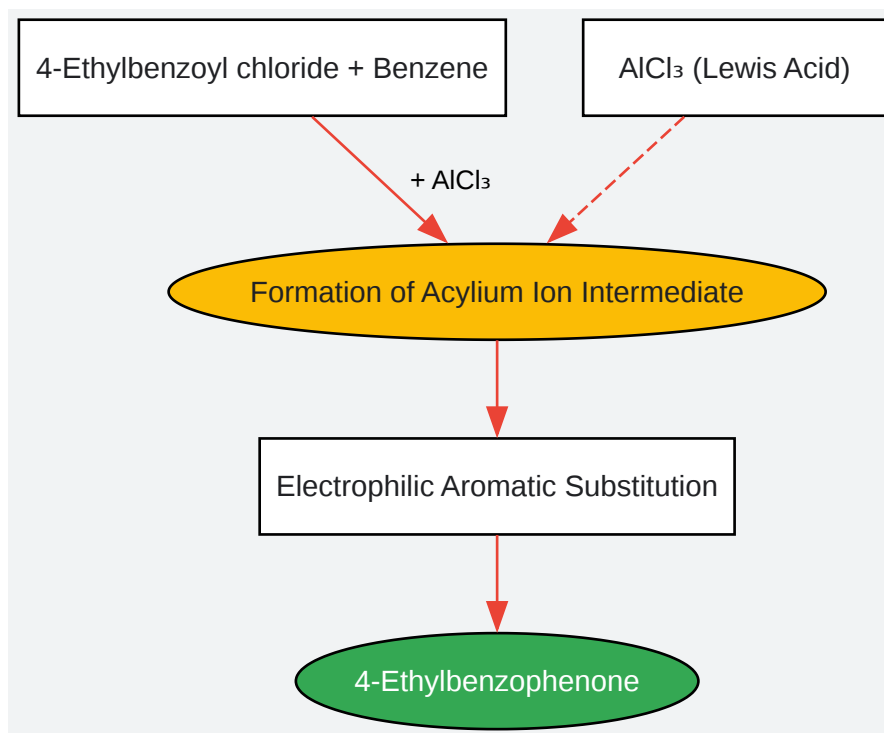 4-Ethylbenzoyl chloride + Benzene
AlCl₃ (Lewis Acid)
+ AlCl₃
Formation of Acylium Ion Intermediate
Electrophilic Aromatic Substitution
4-Ethylbenzophenone